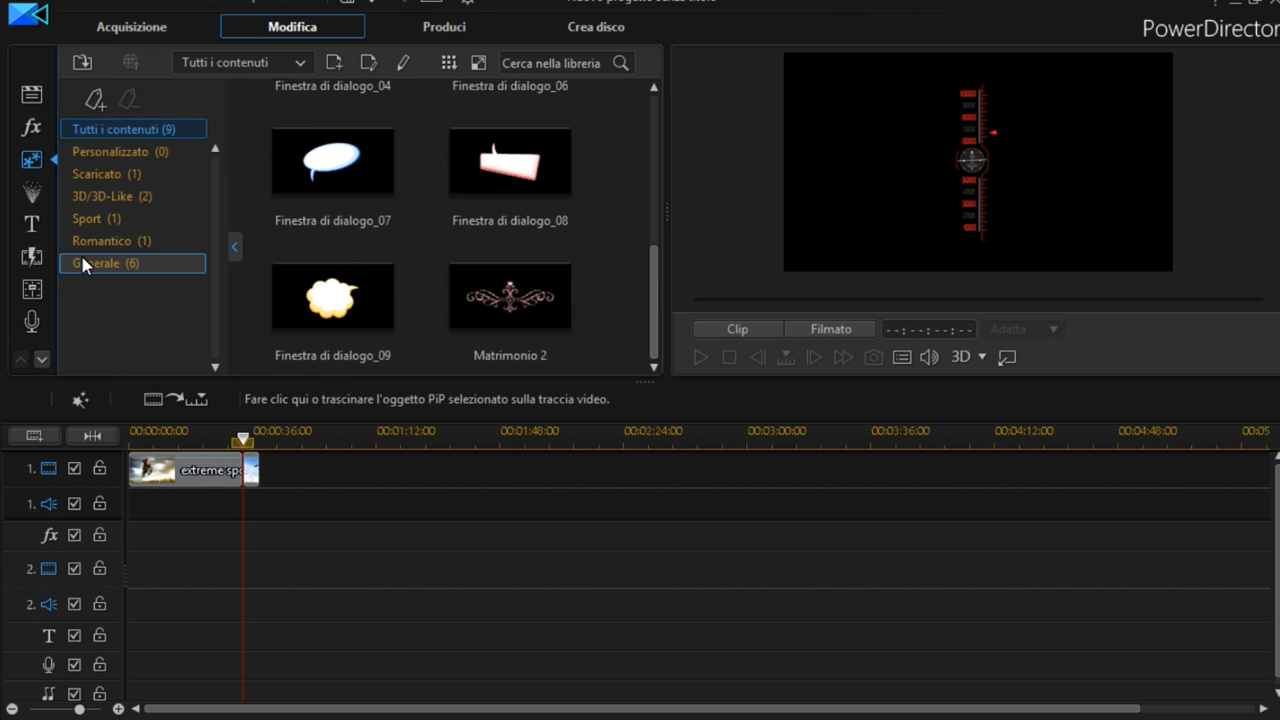 Acquisizione
Modifica
Produci
Crea disco
PowerDirector
Tutti i contenuti
Cerca nella libreria
Tutti i contenuti (9)
Personalizzato (0)
Scaricato (1)
3D/3D-Like (2)
Sport (1)
Romantico (1)
Generale (6)
Finestra di dialogo_04
Finestra di dialogo_06
Finestra di dialogo_07
Finestra di dialogo_08
Finestra di dialogo_09
Matrimonio 2
Clip
Filmato
--:--:--:--
Adatta
3D
Fare clic qui o trascinare l'oggetto PiP selezionato sulla traccia video.
00:00:00:00
00:00:36:00
00:01:12:00
00:01:48:00
00:02:24:00
00:03:00:00
00:03:36:00
00:04:12:00
00:04:48:00
00:05
1.
extreme spo
1.
fx
2.
2.
T